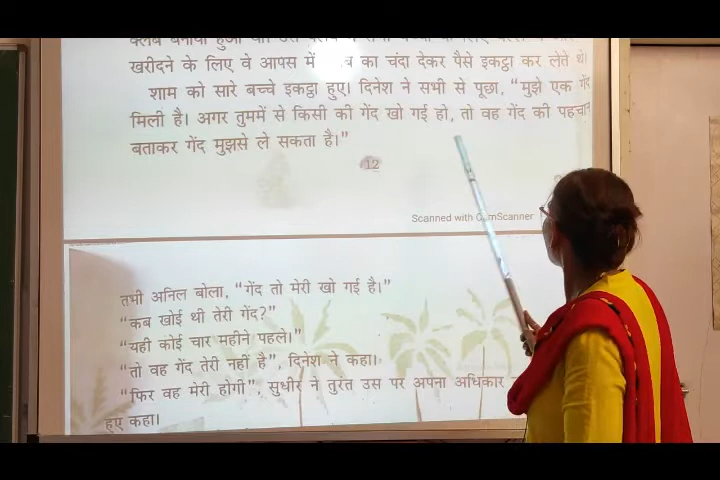 क्लब बनाया हुआ था।
खरीदने के लिए वे आपस में का चंदा देकर पैसे इकट्ठा कर लेते थे।
शाम को सारे बच्चे इकट्ठा हुए। दिनेश ने सभी से पूछा, “मुझे एक गेंद
मिली है। अगर तुममें से किसी की गेंद खो गई हो, तो वह गेंद की पहचान
बताकर गेंद मुझसे ले सकता है।”
12
Scanned with CamScanner
तभी अनिल बोला, “गेंद तो मेरी खो गई है।”
“कब खोई थी तेरी गेंद?”
“यही कोई चार महीने पहले।”
“तो वह गेंद तेरी नहीं है”, दिनेश ने कहा।
“फिर वह मेरी होगी”, सुधीर ने तुरंत उस पर अपना अधिकार
हुए कहा।